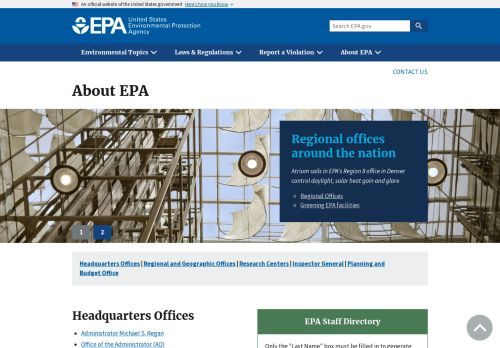 An official website of the United States government Here's how you know
EPA United States
Environmental Protection
Agency
Search EPA.gov
Environmental Topics Laws & Regulations Report a Violation About EPA
CONTACT US
About EPA
Regional offices
around the nation
Atrium sails in EPA's Region 8 office in Denver
control daylight, solar heat gain and glare
Regional Offices
Greening EPA facilities
1 2
Headquarters Offices | Regional and Geographic Offices | Research Centers | Inspector General | Planning and
Budget Office
Headquarters Offices
Administrator Michael S. Regan
Office of the Administrator (AO)
EPA Staff Directory
Only the "Last Name" box must be filled in to generate